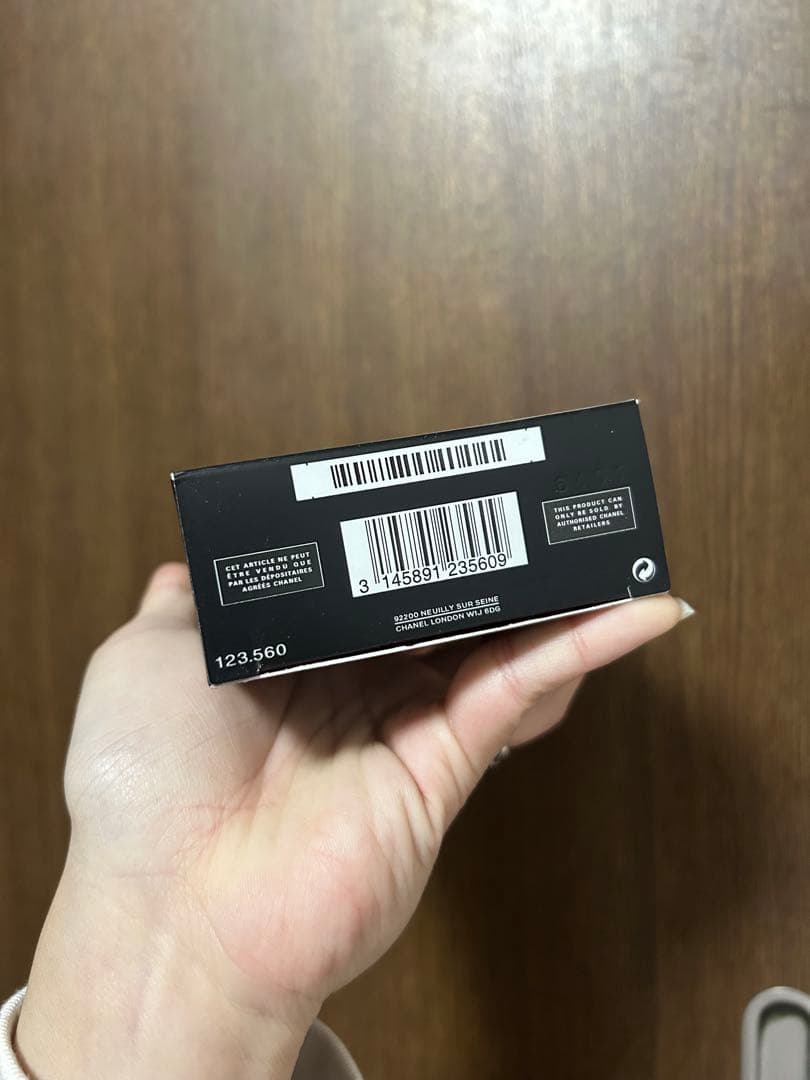 CET ARTICLE NE PEUT
ÊTRE VENDU QUE
PAR LES DÉPOSITAIRES
AGRÉÉS CHANEL
3 145891 235609
THIS PRODUCT CAN
ONLY BE SOLD BY
AUTHORISED CHANEL
RETAILERS
92200 NEUILLY SUR SEINE
CHANEL LONDON W1J 6DG
123.560